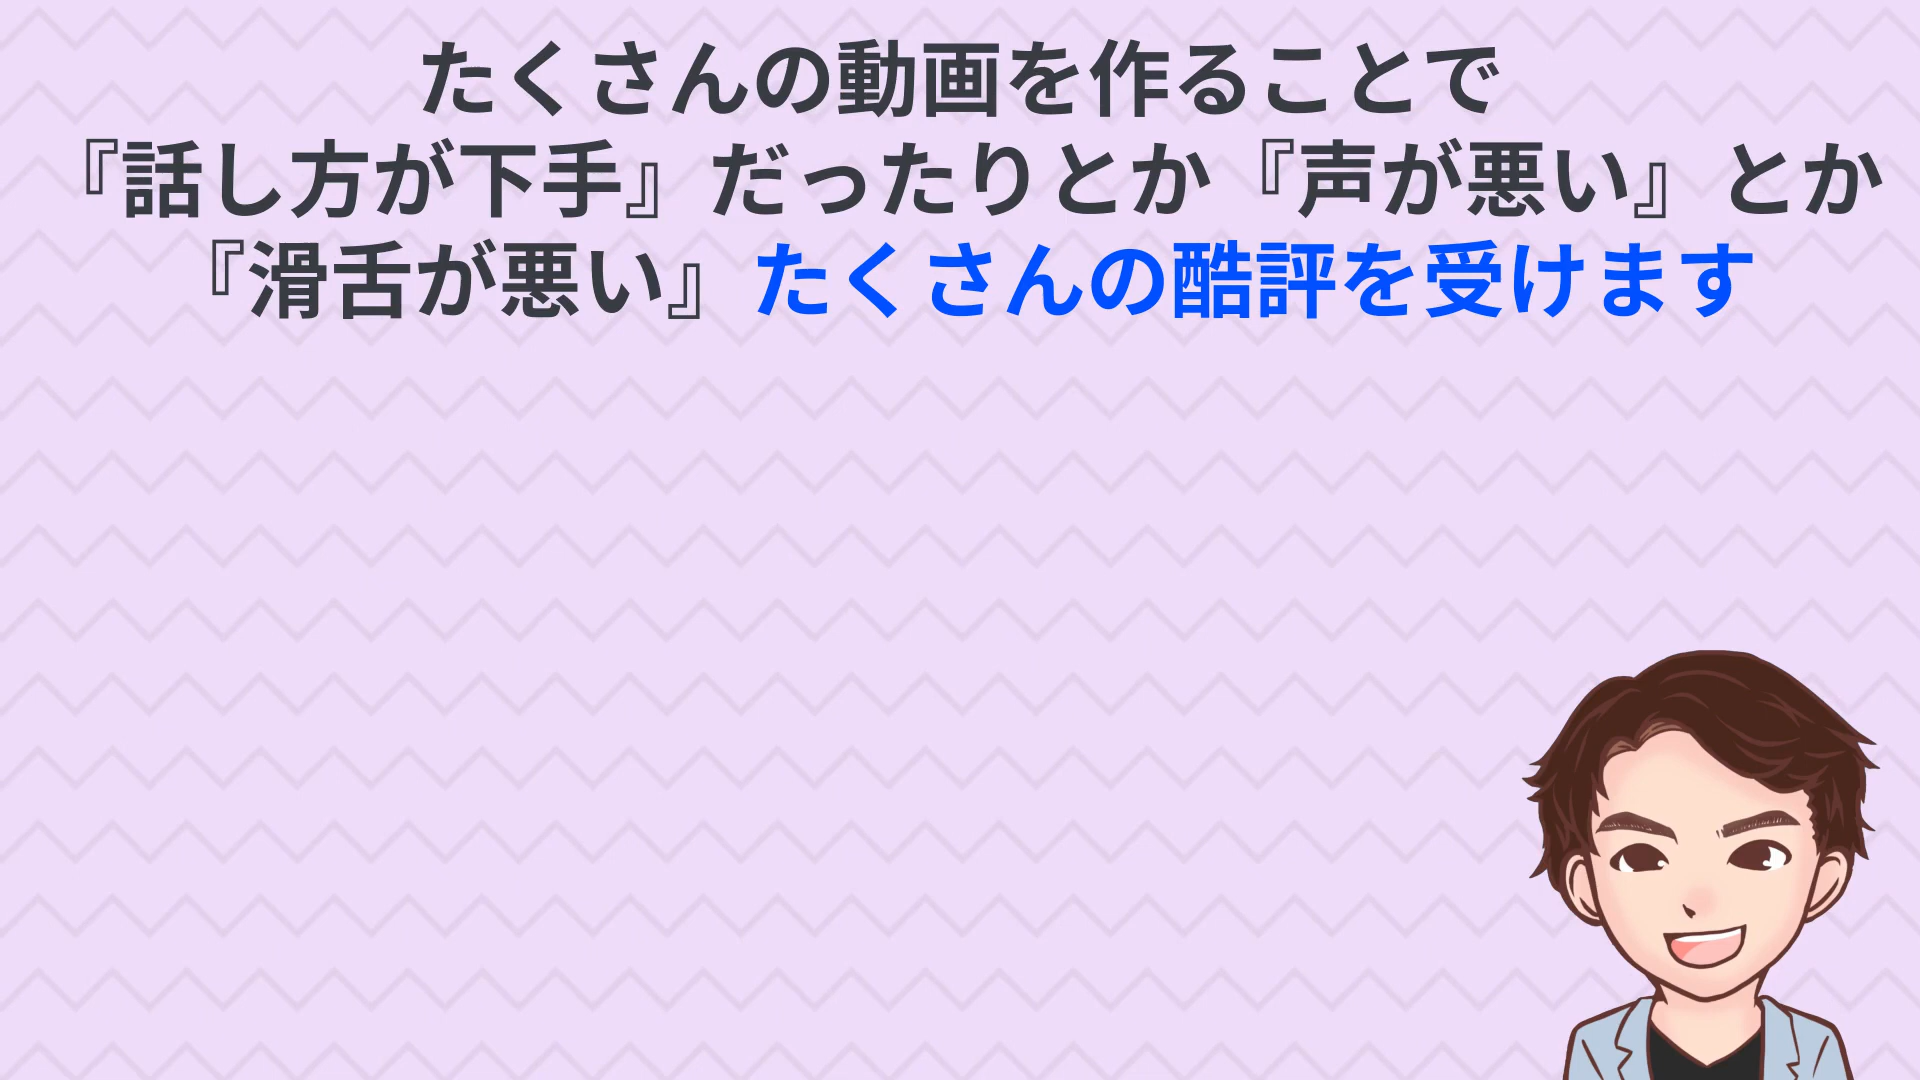 たくさんの動画を作ることで
『話し方が下手』だったりとか『声が悪い』とか
『滑舌が悪い』たくさんの酷評を受けます